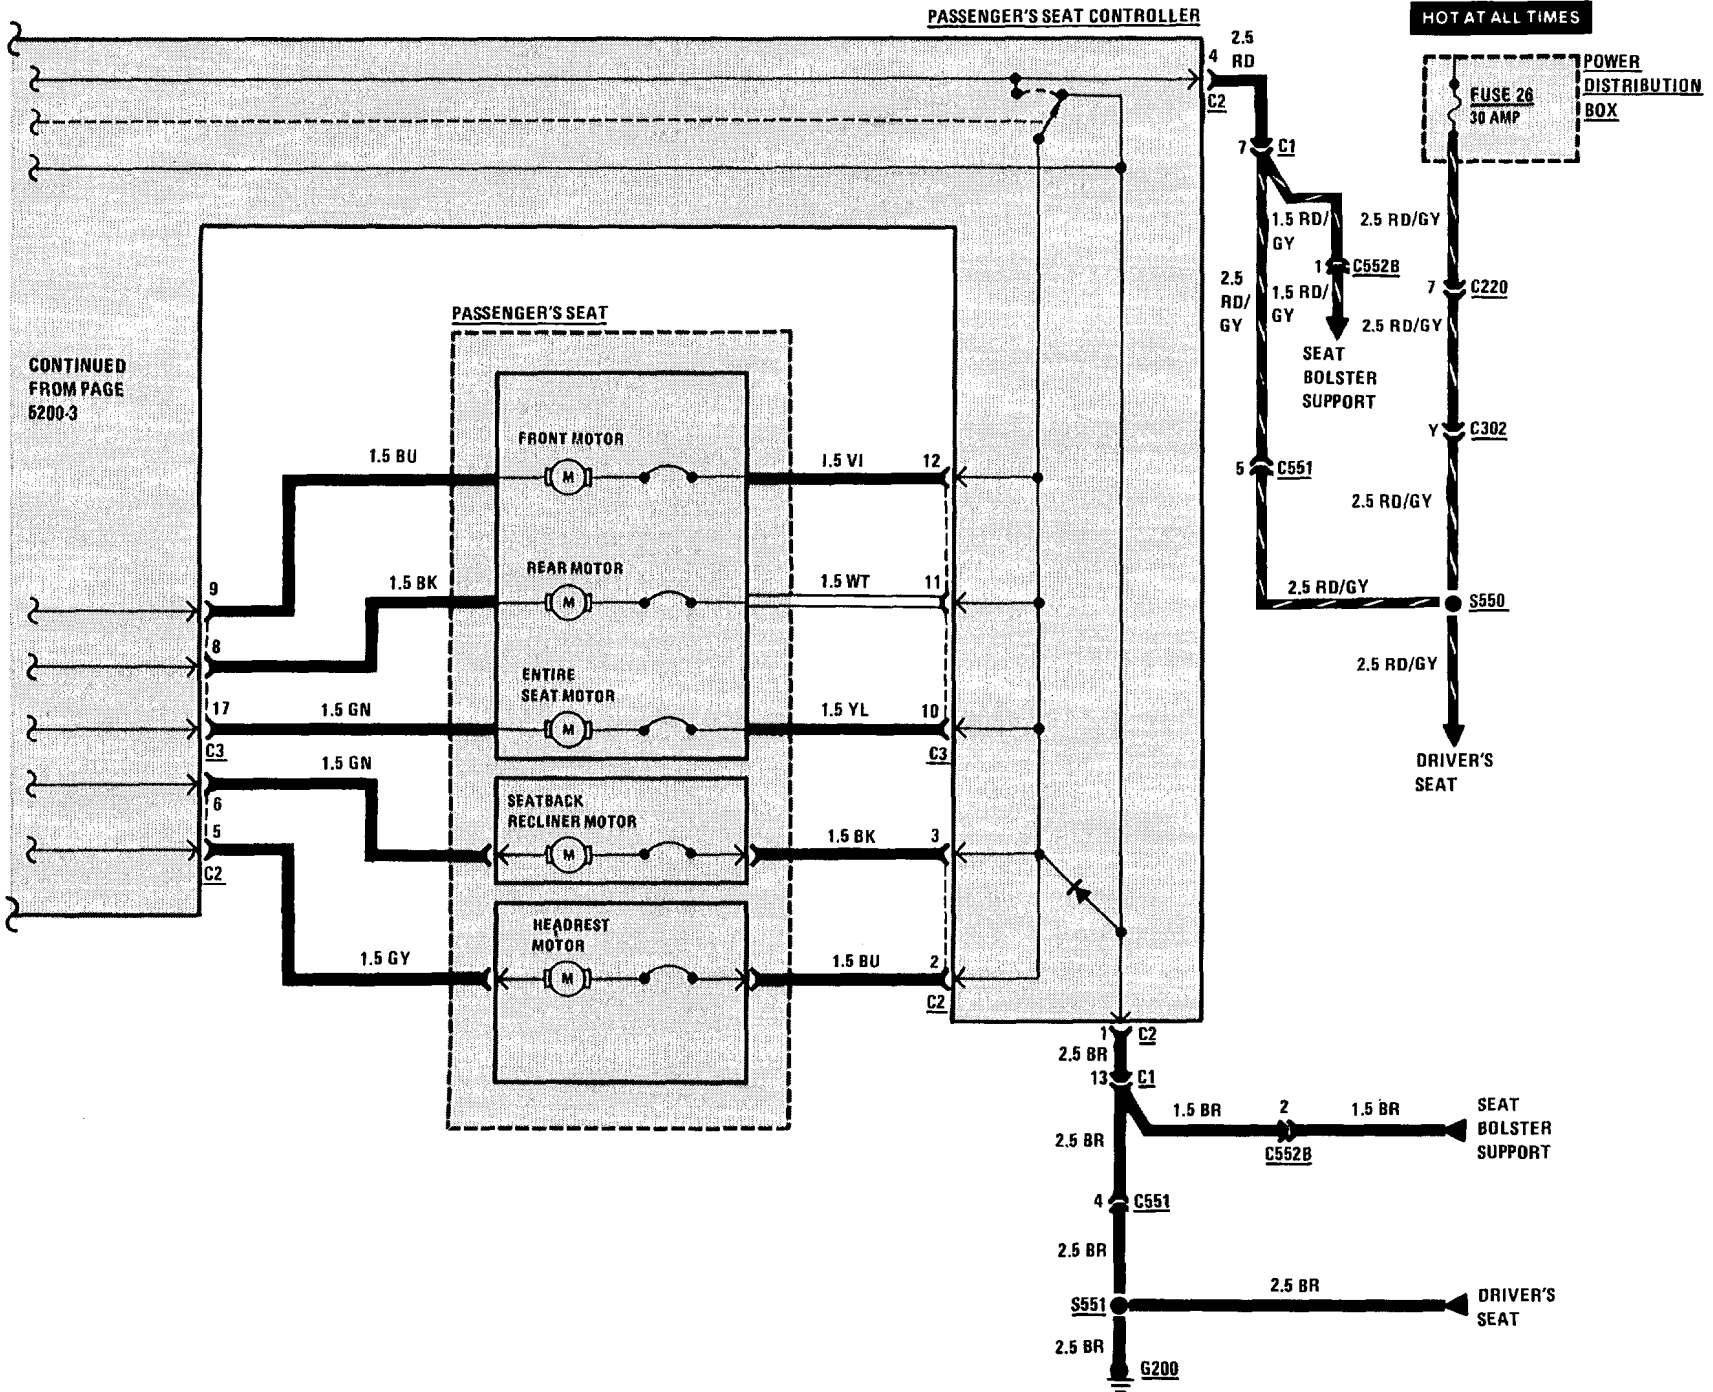 PASSENGER'S SEAT CONTROLLER
HOT AT ALL TIMES
2.5
RD
4
C2
POWER
DISTRIBUTION
BOX
FUSE 26
30 AMP
7
C1
1.5 RD/
GY
2.5 RD/GY
1
C552B
2.5
RD/
GY
1.5 RD/
GY
7
C220
2.5 RD/GY
SEAT
BOLSTER
SUPPORT
PASSENGER'S SEAT
CONTINUED
FROM PAGE
5200-3
Y
C302
FRONT MOTOR
1.5 BU
M
1.5 VI
12
5
C551
2.5 RD/GY
REAR MOTOR
1.5 BK
M
1.5 WT
11
9
2.5 RD/GY
S550
8
2.5 RD/GY
ENTIRE
SEAT MOTOR
17
1.5 GN
M
1.5 YL
10
C3
C3
DRIVER'S
SEAT
1.5 GN
6
SEATBACK
RECLINER MOTOR
5
M
1.5 BK
3
C2
HEADREST
MOTOR
1.5 GY
M
1.5 BU
2
C2
1
C2
2.5 BR
13
C1
1.5 BR
2
1.5 BR
SEAT
BOLSTER
SUPPORT
2.5 BR
C552B
4
C551
2.5 BR
2.5 BR
S551
DRIVER'S
SEAT
2.5 BR
G200